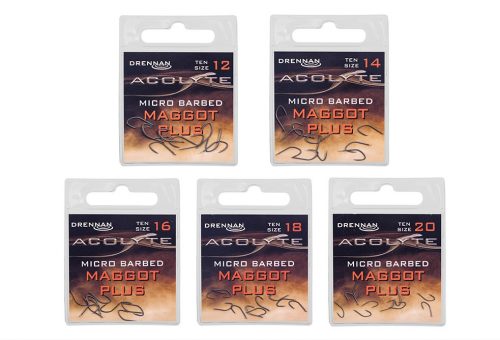 DRENNAN TEN SIZE 12
ACOLYTE
MICRO BARBED
MAGGOT
PLUS
DRENNAN TEN SIZE 14
ACOLYTE
MICRO BARBED
MAGGOT
PLUS
DRENNAN TEN SIZE 16
ACOLYTE
MICRO BARBED
MAGGOT
PLUS
DRENNAN TEN SIZE 18
ACOLYTE
MICRO BARBED
MAGGOT
PLUS
DRENNAN TEN SIZE 20
ACOLYTE
MICRO BARBED
MAGGOT
PLUS